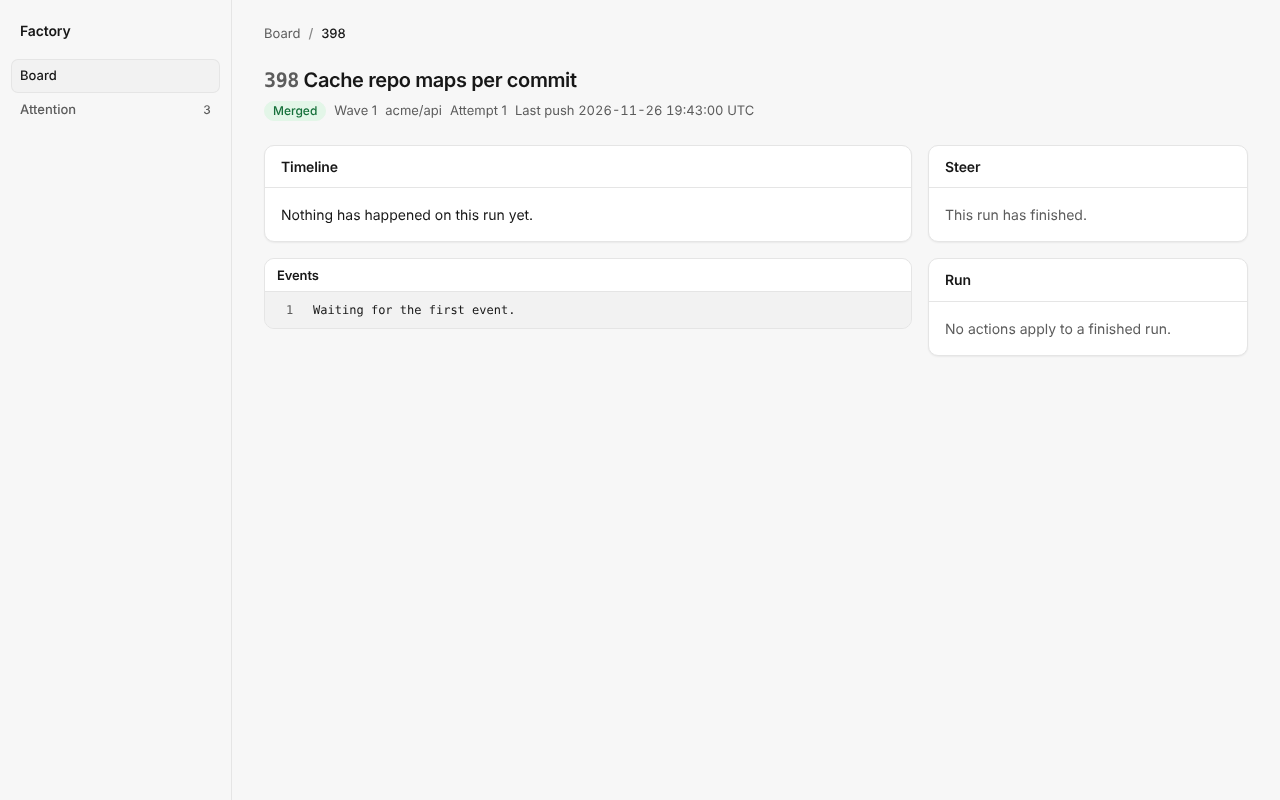 Factory
Board
Attention 3
Board / 398
398 Cache repo maps per commit
Merged Wave 1 acme/api Attempt 1 Last push 2026-11-26 19:43:00 UTC
Timeline
Nothing has happened on this run yet.
Events
1 Waiting for the first event.
Steer
This run has finished.
Run
No actions apply to a finished run.